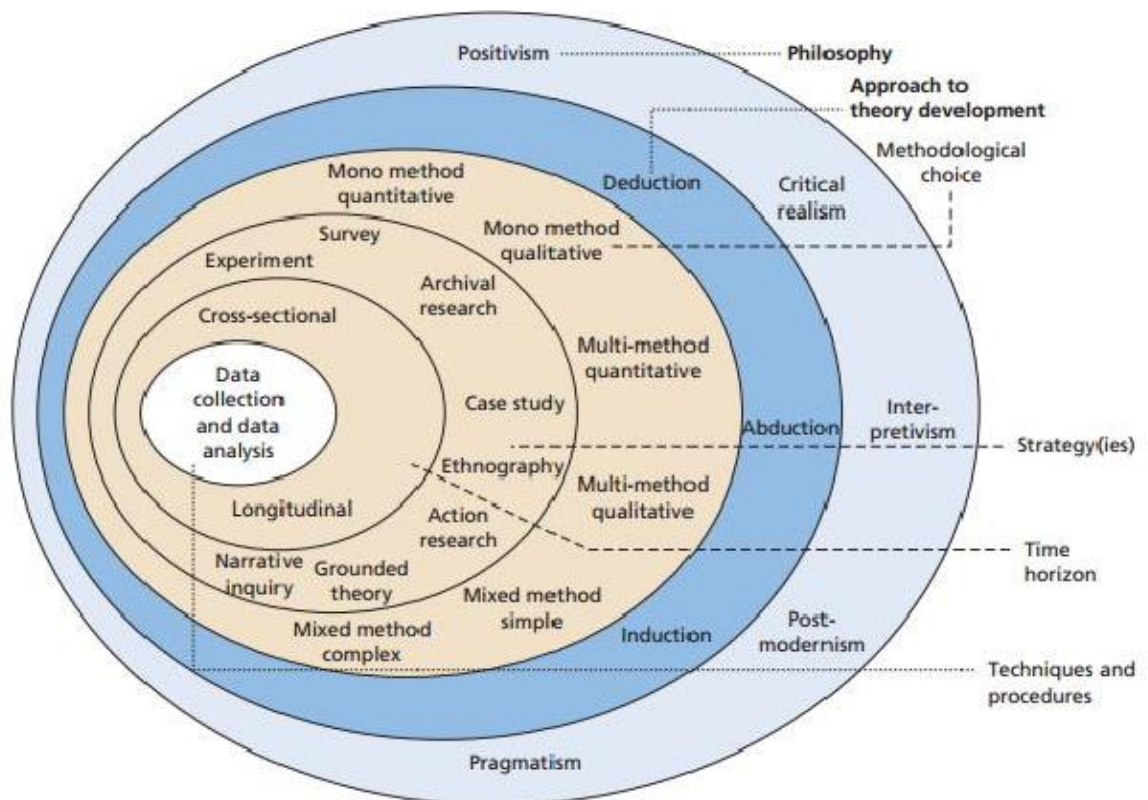 Positivism
Philosophy
Approach to
theory development
Methodological
choice
Mono method
quantitative
Deduction
Critical
realism
Survey
Mono method
qualitative
Experiment
Archival
research
Cross-sectional
Multi-method
quantitative
Data
collection
and data
analysis
Case study
Abduction
Inter-
pretivism
Strategy(ies)
Ethnography
Multi-method
qualitative
Longitudinal
Action
research
Time
horizon
Narrative
inquiry
Grounded
theory
Mixed method
simple
Mixed method
complex
Induction
Post-
modernism
Techniques and
procedures
Pragmatism